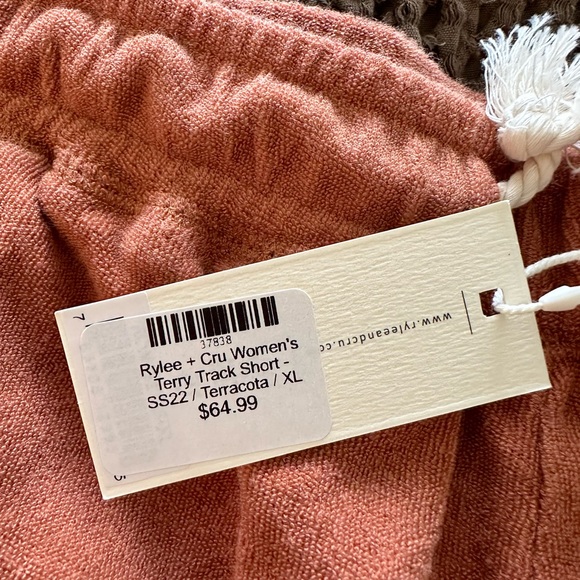 37838
Rylee + Cru Women's
Terry Track Short -
SS22 / Terracota / XL
$64.99
www.ryleeandcru.co